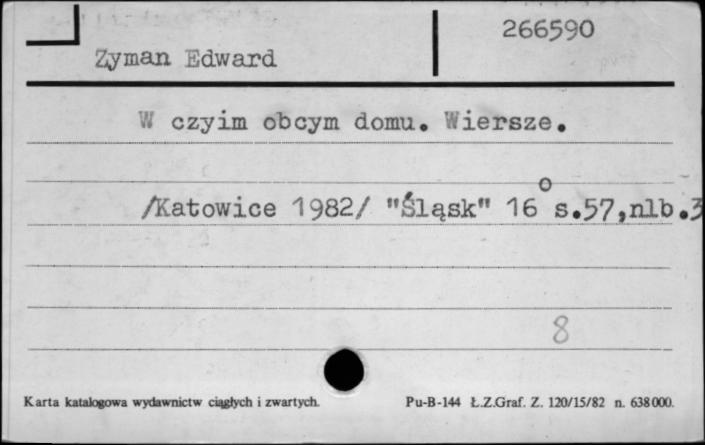 266590
Zyman Edward
W czyim obcym domu. Wiersze.
/Katowice 1982/ "Śląsk" 16° s.57,nlb.3
8
Karta katalogowa wydawnictw ciągłych i zwartych. Pu-B-144 Ł.Z.Graf. Z. 120/15/82 n. 638000.